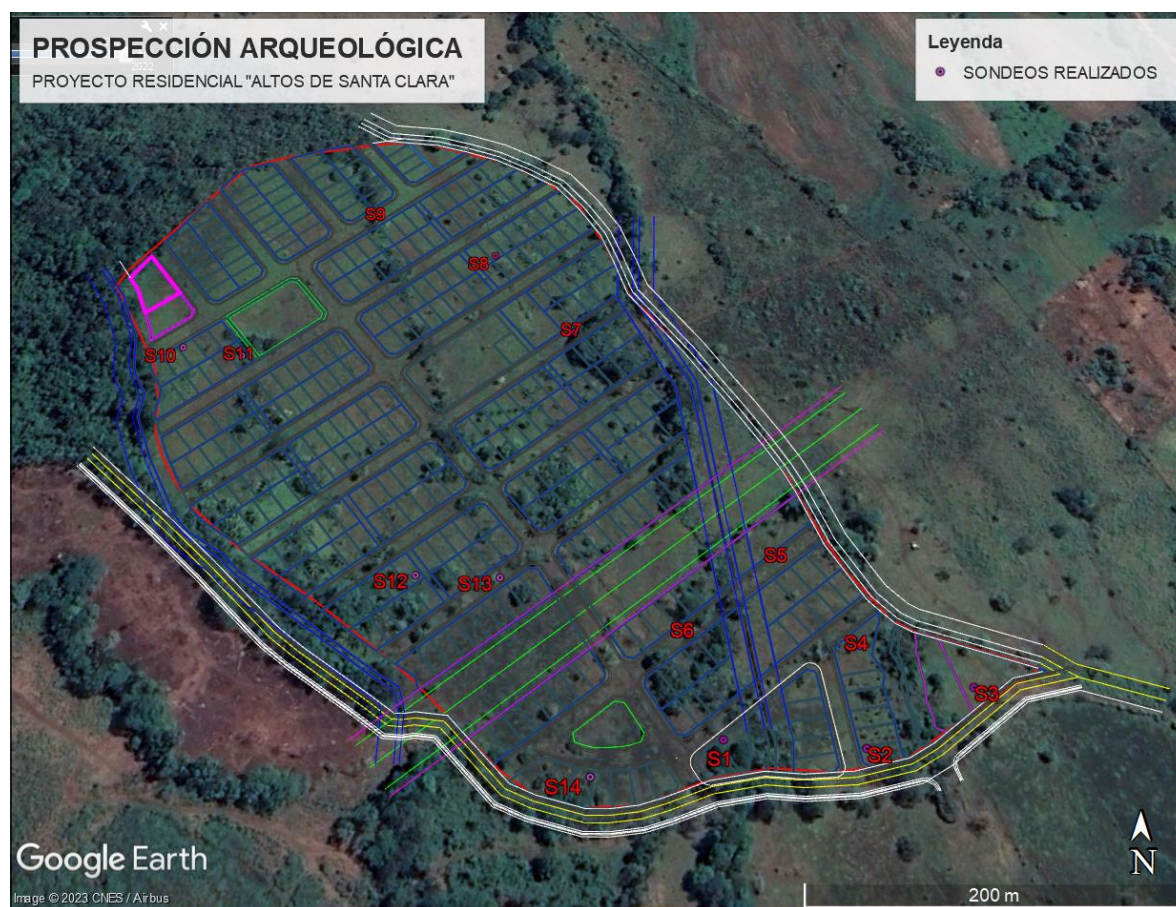 PROSPECCIÓN ARQUEOLÓGICA
PROYECTO RESIDENCIAL "ALTOS DE SANTA CLARA"
2022
Leyenda
SONDEOS REALIZADOS
S9
S8
S7
S10
S11
S5
S12
S13
S6
S4
S3
S1
S2
S14
N
Google Earth
Image © 2023 CNES / Airbus
200 m